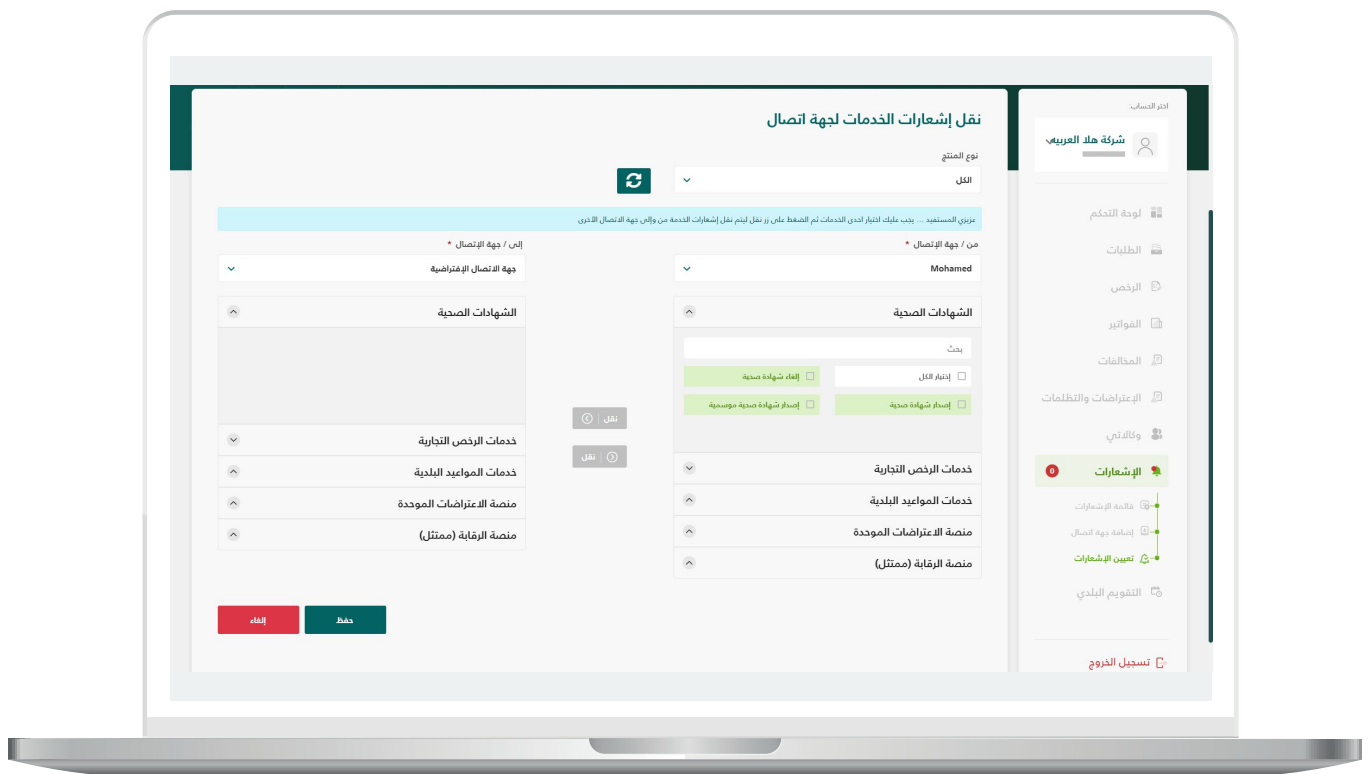 اختر الحساب:
شركة هلا العربيه
لوحة التحكم
الطلبات
الرخص
الفواتير
المخالفات
الإعتراضات والتظلمات
وكالاتي
الإشعارات 0
قائمة الإشعارات
إضافة جهة اتصال
تعيين الإشعارات
التقويم البلدي
تسجيل الخروج
نقل إشعارات الخدمات لجهة اتصال
نوع المنتج
الكل
عزيزي المستفيد ... يجب عليك اختيار احدى الخدمات ثم الضغط على زر نقل ليتم نقل إشعارات الخدمة من وإلى جهة الاتصال الأخرى
من / جهة الإتصال *
Mohamed
الشهادات الصحية
بحث
إختيار الكل
إلغاء شهادة صحية
إصدار شهادة صحية
إصدار شهادة صحية موسمية
خدمات الرخص التجارية
خدمات المواعيد البلدية
منصة الاعتراضات الموحدة
منصة الرقابة (ممتثل)
نقل
نقل
إلى / جهة الإتصال *
جهة الاتصال الإفتراضية
الشهادات الصحية
خدمات الرخص التجارية
خدمات المواعيد البلدية
منصة الاعتراضات الموحدة
منصة الرقابة (ممتثل)
حفظ
إلغاء